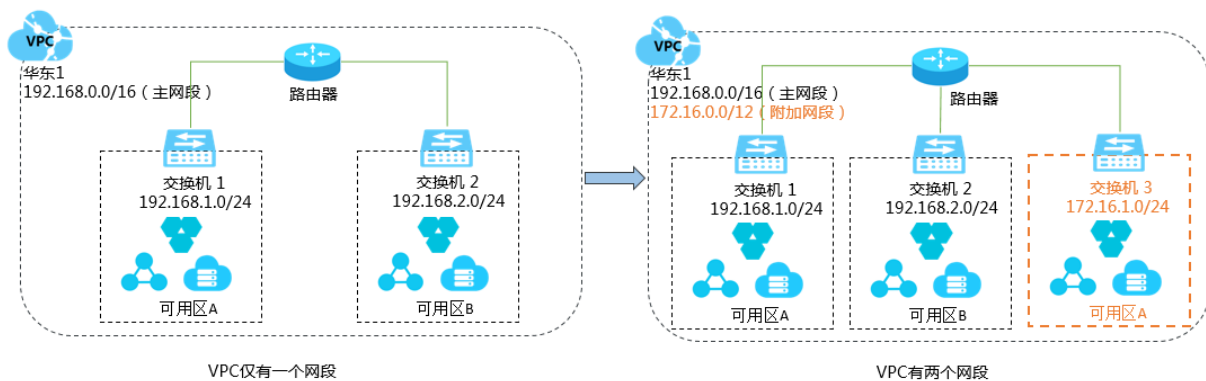 VPC
华东1
192.168.0.0/16（主网段）
路由器
交换机 1
192.168.1.0/24
可用区A
交换机 2
192.168.2.0/24
可用区B
VPC仅有一个网段
VPC
华东1
192.168.0.0/16（主网段）
172.16.0.0/12（附加网段）
路由器
交换机 1
192.168.1.0/24
可用区A
交换机 2
192.168.2.0/24
可用区B
交换机 3
172.16.1.0/24
可用区A
VPC有两个网段